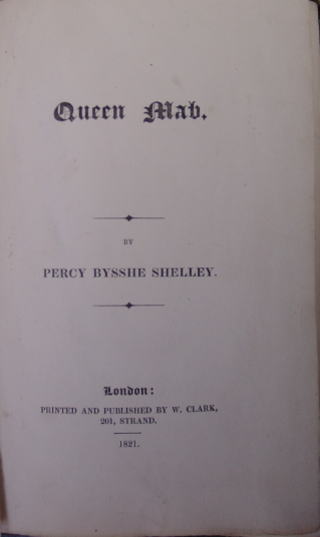 Queen Mab.
BY
PERCY BYSSHE SHELLEY.
London:
PRINTED AND PUBLISHED BY W. CLARK,
201, STRAND.
1821.